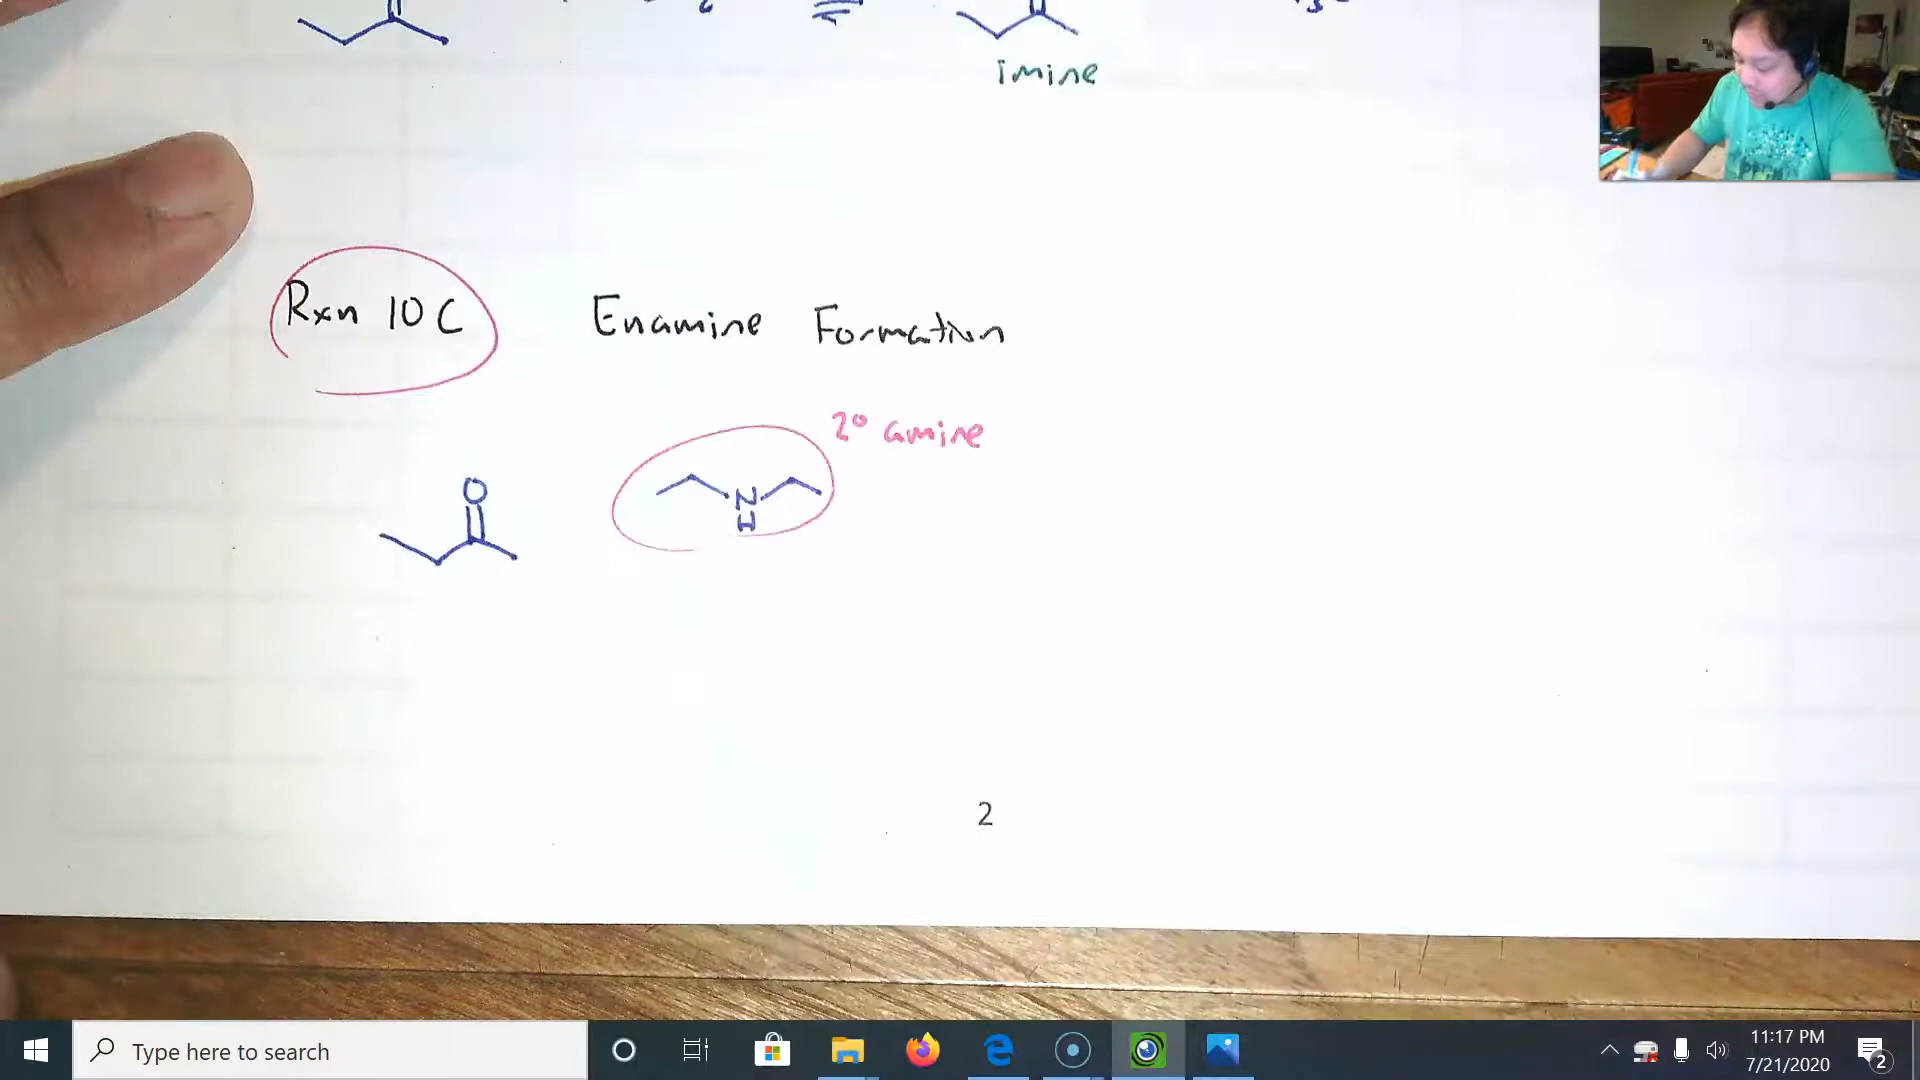 imine
Rxn 10 C
Enamine Formation
2° amine
O
N
H
2
Type here to search
11:17 PM
7/21/2020
2